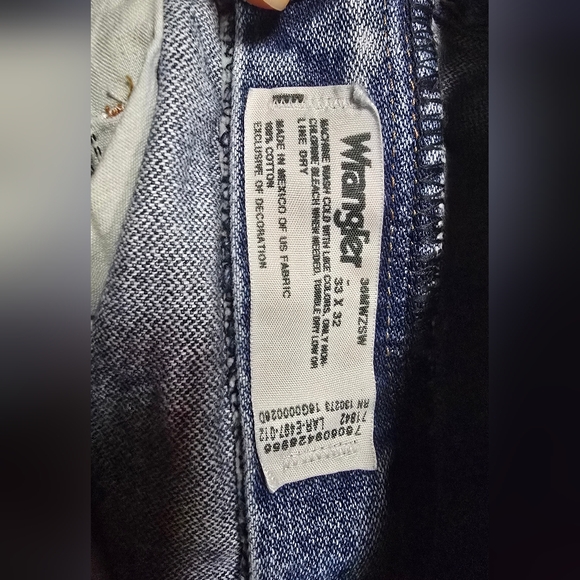 Wrangler
36MWZSW
33 X 32
MACHINE WASH COLD WITH LIKE COLORS, ONLY NON-
CHLORINE BLEACH WHEN NEEDED, TUMBLE DRY LOW OR
LINE DRY
MADE IN MEXICO OF US FABRIC
100% COTTON
EXCLUSIVE OF DECORATION
71842 LAR-E497-012
RN 130273